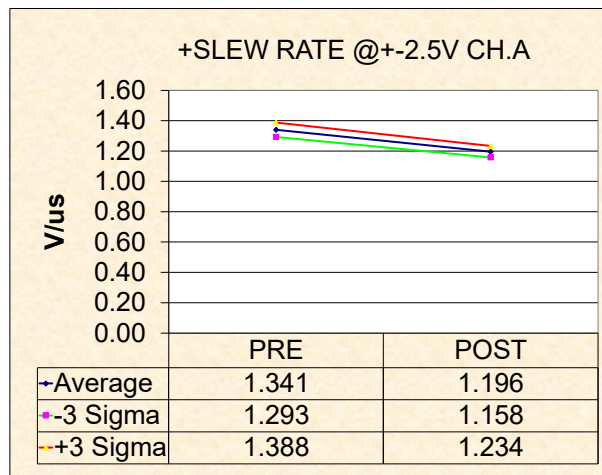 +SLEW RATE @+-2.5V CH.A
1.60
1.40
1.20
1.00
0.80
0.60
0.40
0.20
0.00
V/us
PRE POST
Average 1.341 1.196
-3 Sigma 1.293 1.158
+3 Sigma 1.388 1.234